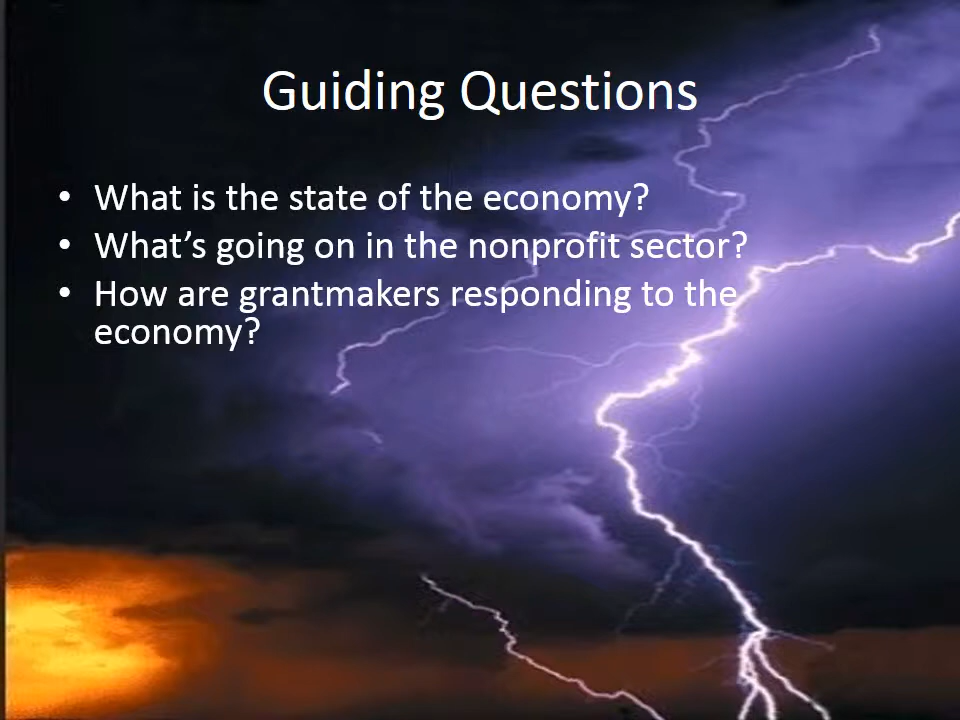 Guiding Questions
• What is the state of the economy?
• What’s going on in the nonprofit sector?
• How are grantmakers responding to the
economy?